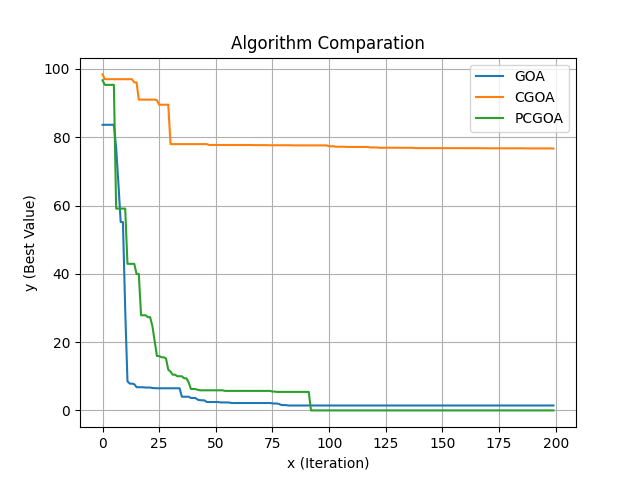 Algorithm Comparation
GOA
CGOA
PCGOA
y (Best Value)
100
80
60
40
20
0
0 25 50 75 100 125 150 175 200
x (Iteration)